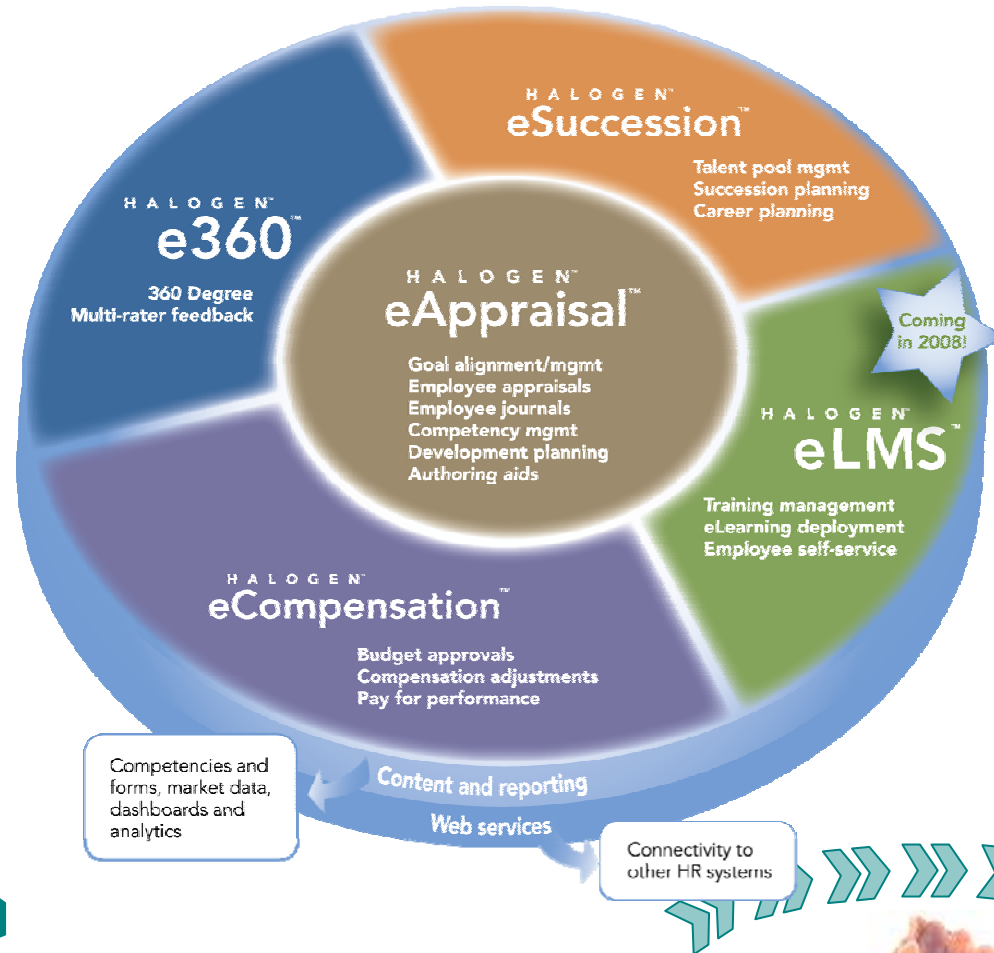 HALOGEN™
eSuccession™
Talent pool mgmt
Succession planning
Career planning
HALOGEN™
e360™
360 Degree
Multi-rater feedback
HALOGEN™
eAppraisal™
Goal alignment/mgmt
Employee appraisals
Employee journals
Competency mgmt
Development planning
Authoring aids
Coming
in 2008!
HALOGEN™
eLMS™
Training management
eLearning deployment
Employee self-service
HALOGEN™
eCompensation™
Budget approvals
Compensation adjustments
Pay for performance
Content and reporting
Web services
Competencies and
forms, market data,
dashboards and
analytics
Connectivity to
other HR systems